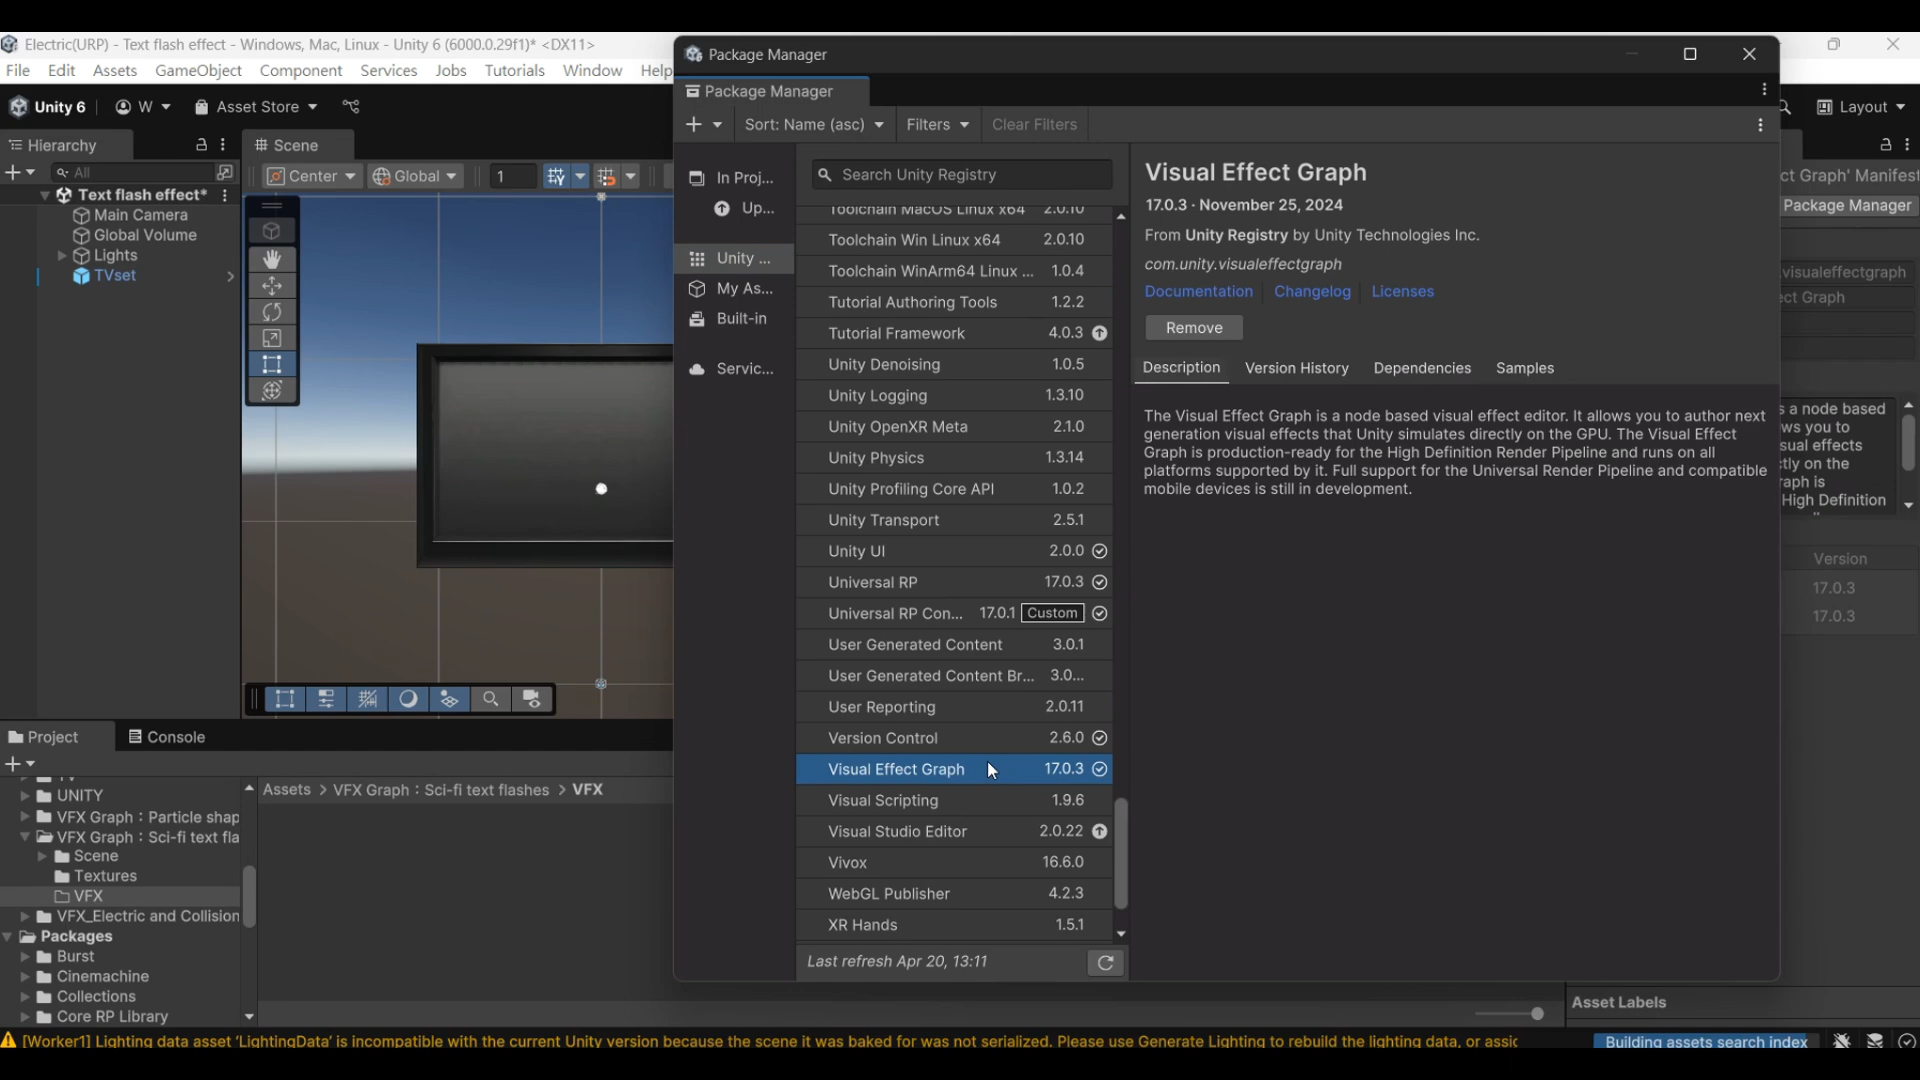 Electric(URP) - Text flash effect - Windows, Mac, Linux - Unity 6 (6000.0.29f1)* <DX11>
File Edit Assets GameObject Component Services Jobs Tutorials Window Help
Unity 6 W Asset Store
Layout
Hierarchy
All
Text flash effect*
Main Camera
Global Volume
Lights
TVset
Scene
Center Global 1
Project Console
UNITY
VFX Graph : Particle shap
VFX Graph : Sci-fi text fla
Scene
Textures
VFX
VFX_Electric and Collision
Packages
Burst
Cinemachine
Collections
Core RP Library
Assets > VFX Graph : Sci-fi text flashes > VFX
Package Manager
Package Manager
Sort: Name (asc) Filters Clear Filters
In Proj...
Up...
Unity ...
My As...
Built-in
Servic...
Search Unity Registry
Toolchain MacOS Linux x64 2.0.10
Toolchain Win Linux x64 2.0.10
Toolchain WinArm64 Linux ... 1.0.4
Tutorial Authoring Tools 1.2.2
Tutorial Framework 4.0.3
Unity Denoising 1.0.5
Unity Logging 1.3.10
Unity OpenXR Meta 2.1.0
Unity Physics 1.3.14
Unity Profiling Core API 1.0.2
Unity Transport 2.5.1
Unity UI 2.0.0
Universal RP 17.0.3
Universal RP Con... 17.0.1 Custom
User Generated Content 3.0.1
User Generated Content Br... 3.0...
User Reporting 2.0.11
Version Control 2.6.0
Visual Effect Graph 17.0.3
Visual Scripting 1.9.6
Visual Studio Editor 2.0.22
Vivox 16.6.0
WebGL Publisher 4.2.3
XR Hands 1.5.1
Last refresh Apr 20, 13:11
Visual Effect Graph
17.0.3 · November 25, 2024
From Unity Registry by Unity Technologies Inc.
com.unity.visualeffectgraph
Documentation Changelog Licenses
Remove
Description Version History Dependencies Samples
The Visual Effect Graph is a node based visual effect editor. It allows you to author next
generation visual effects that Unity simulates directly on the GPU. The Visual Effect
Graph is production-ready for the High Definition Render Pipeline and runs on all
platforms supported by it. Full support for the Universal Render Pipeline and compatible
mobile devices is still in development.
ct Graph' Manifest
Package Manager
visualeffectgraph
ect Graph
s a node based
ws you to
sual effects
tly on the
raph is
High Definition
Version
17.0.3
17.0.3
Asset Labels
[Worker1] Lighting data asset 'LightingData' is incompatible with the current Unity version because the scene it was baked for was not serialized. Please use Generate Lighting to rebuild the lighting data, or assig
Building assets search index